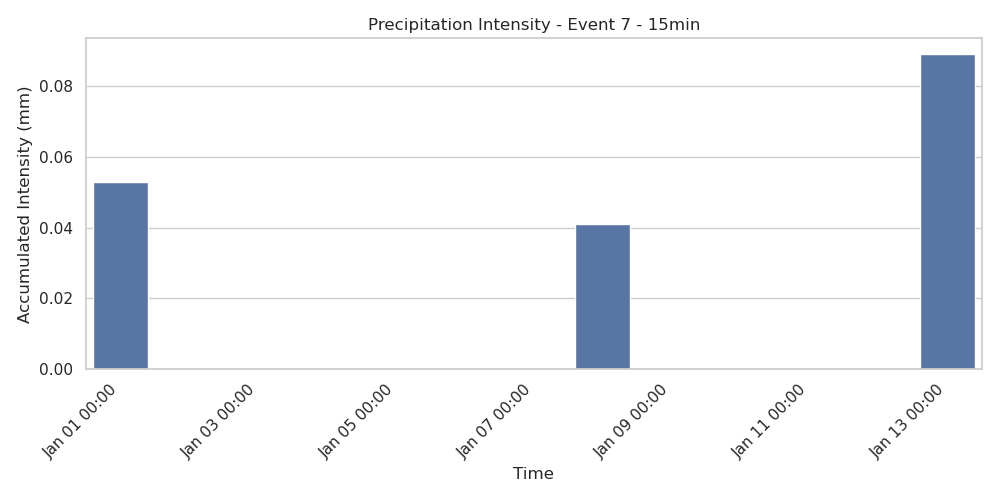 Precipitation Intensity - Event 7 - 15min
Accumulated Intensity (mm)
0.08
0.06
0.04
0.02
0.00
Jan 01 00:00
Jan 03 00:00
Jan 05 00:00
Jan 07 00:00
Jan 09 00:00
Jan 11 00:00
Jan 13 00:00
Time